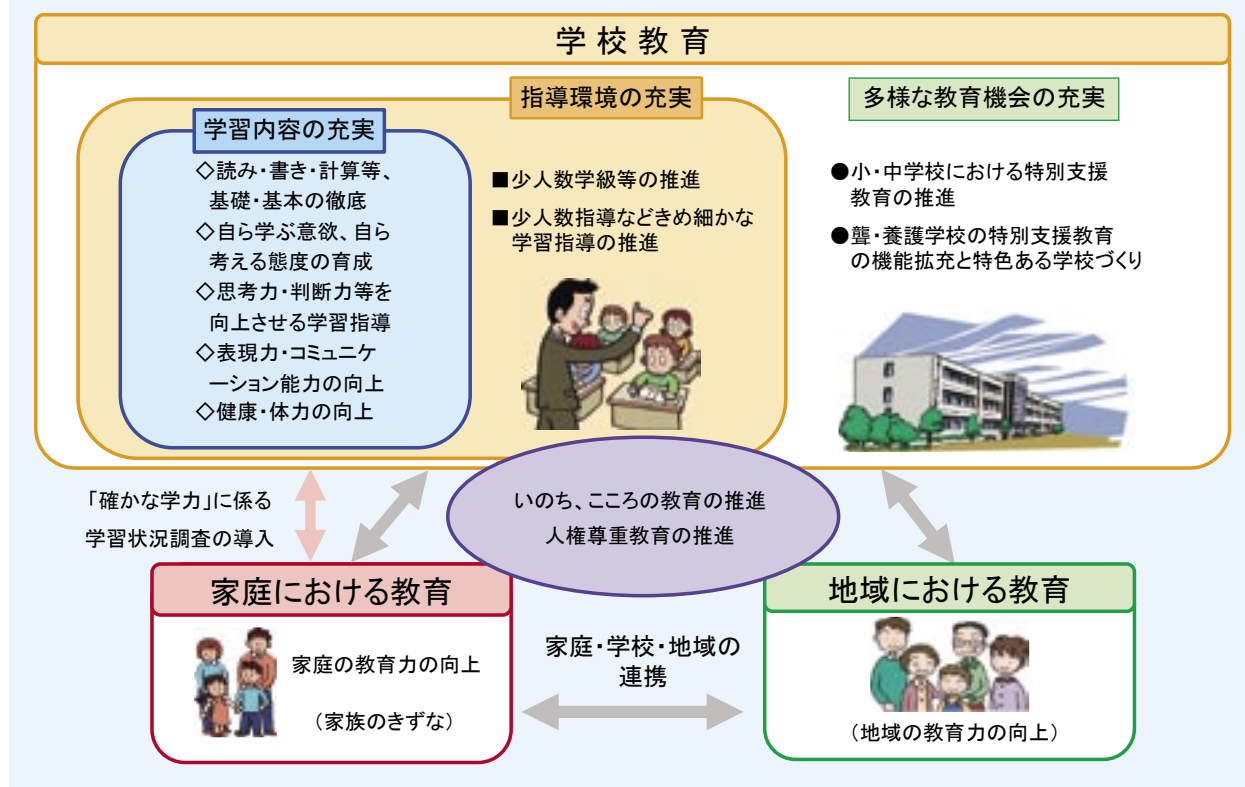 学校教育
指導環境の充実
多様な教育機会の充実
学習内容の充実
◇読み・書き・計算等、
基礎・基本の徹底
◇自ら学ぶ意欲、自ら
考える態度の育成
◇思考力・判断力等を
向上させる学習指導
◇表現力・コミュニケ
ーション能力の向上
◇健康・体力の向上
■少人数学級等の推進
■少人数指導などきめ細かな
学習指導の推進
●小・中学校における特別支援
教育の推進
●聾・養護学校の特別支援教育
の機能拡充と特色ある学校づくり
「確かな学力」に係る
学習状況調査の導入
いのち、こころの教育の推進
人権尊重教育の推進
家庭における教育
家庭の教育力の向上
（家族のきずな）
家庭・学校・地域の
連携
地域における教育
（地域の教育力の向上）